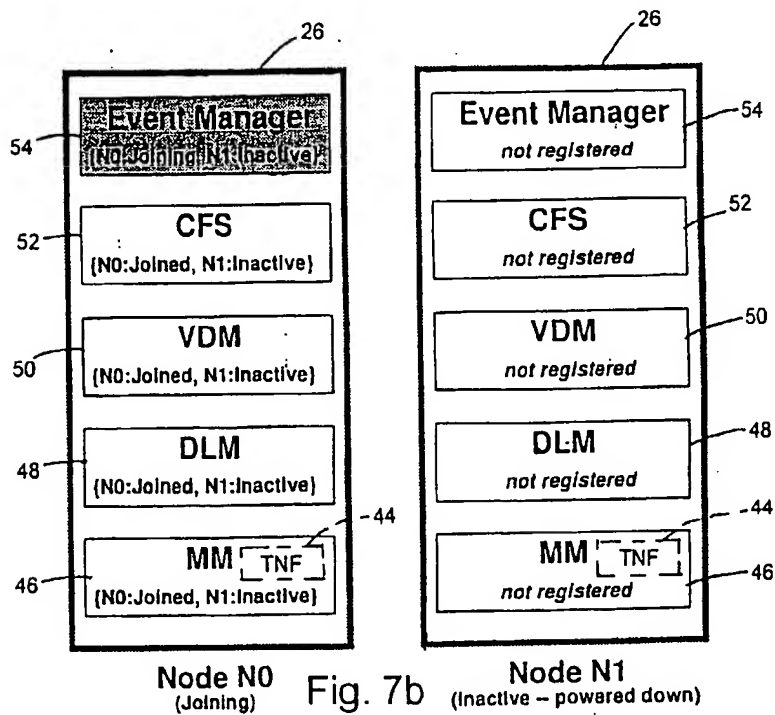 26
26
Event Manager
{N0:Joining, N1:Inactive}
54
CFS
{N0:Joined, N1:Inactive}
52
VDM
{N0:Joined, N1:Inactive}
50
DLM
{N0:Joined, N1:Inactive}
48
44
MM TNF
{N0:Joined, N1:Inactive}
46
Node N0
(Joining)
Event Manager
not registered
54
CFS
not registered
52
VDM
not registered
50
DLM
not registered
48
44
MM TNF
not registered
46
Node N1
(Inactive – powered down)
Fig. 7b